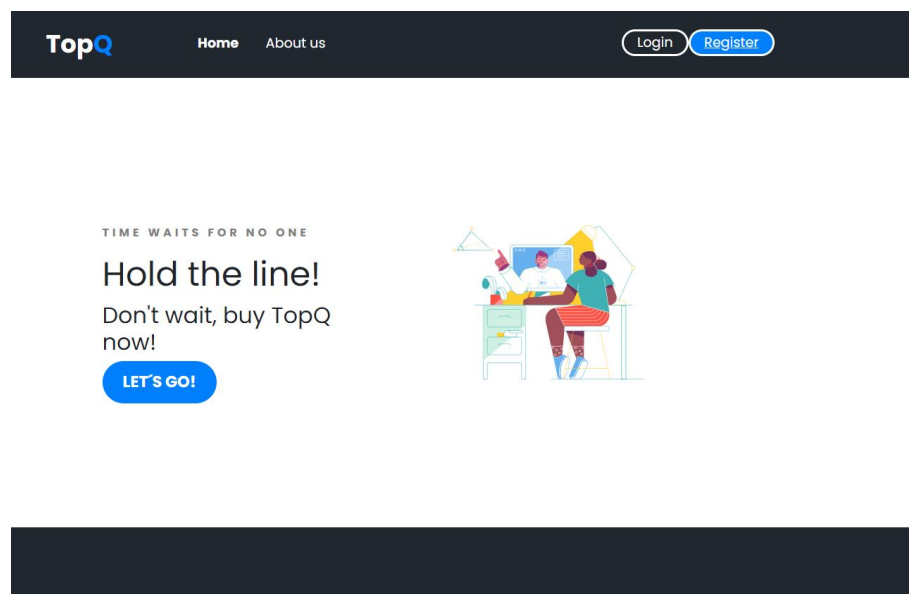 TopQ Home About us Login Register
TIME WAITS FOR NO ONE
Hold the line!
Don't wait, buy TopQ
now!
LET´S GO!